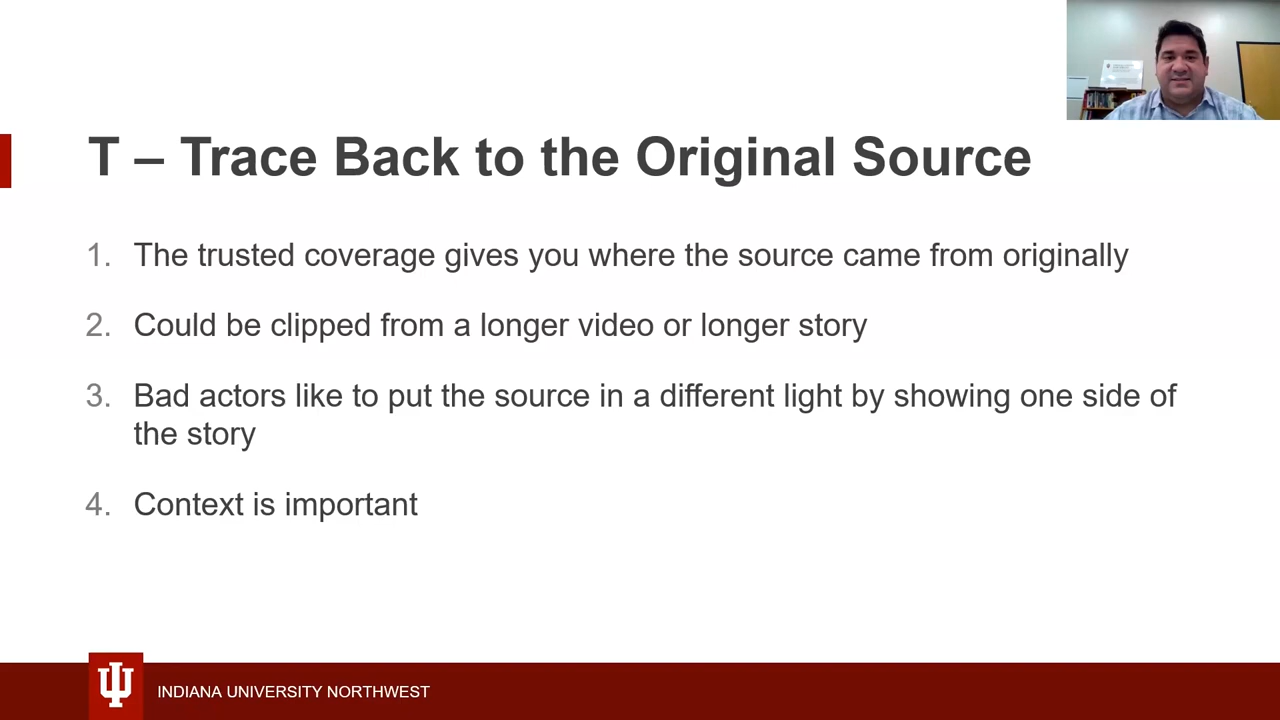 T – Trace Back to the Original Source
1. The trusted coverage gives you where the source came from originally
2. Could be clipped from a longer video or longer story
3. Bad actors like to put the source in a different light by showing one side of
the story
4. Context is important
INDIANA UNIVERSITY NORTHWEST